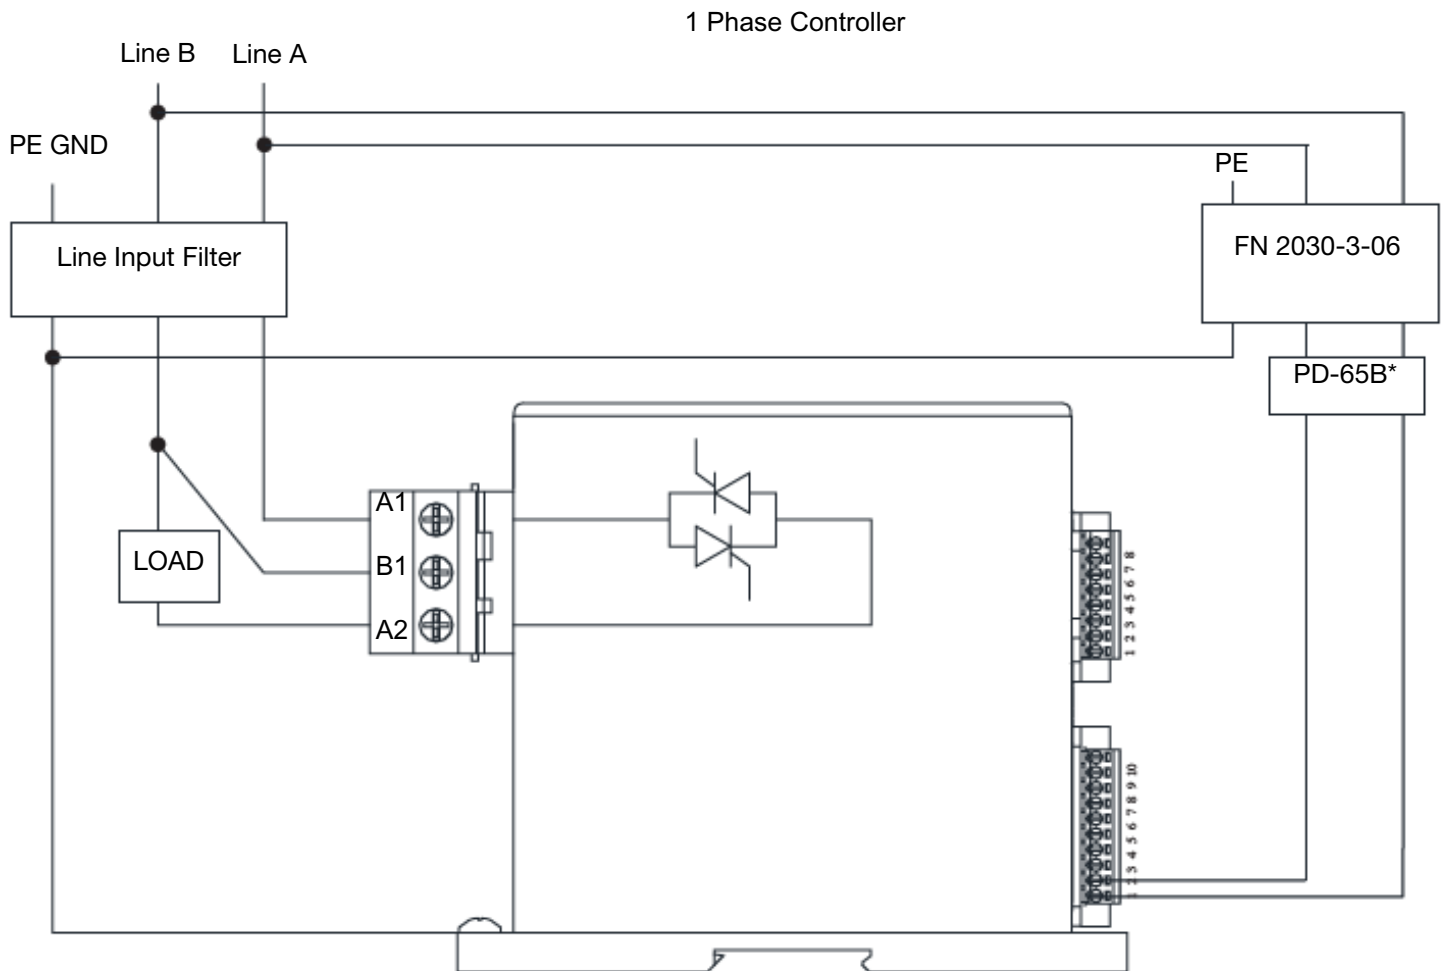 1 Phase Controller
Line B
Line A
PE GND
PE
Line Input Filter
FN 2030-3-06
PD-65B*
A1
B1
A2
LOAD
1 2 3 4 5 6 7 8
1 2 3 4 5 6 7 8 9 10